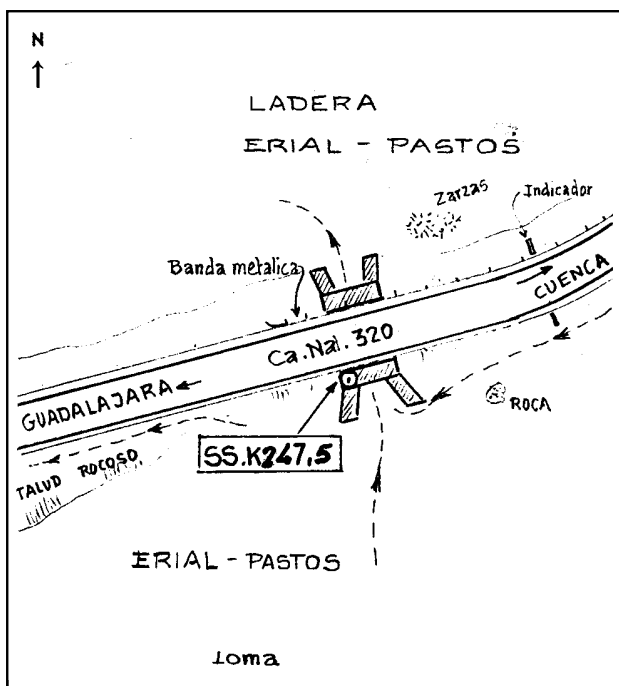 N
LADERA
ERIAL - PASTOS
Zarzas
Indicador
Banda metalica
CUENCA
Ca.Nal.320
GUADALAJARA
ROCA
SS.K247,5
TALUD ROCOSO
ERIAL - PASTOS
Loma